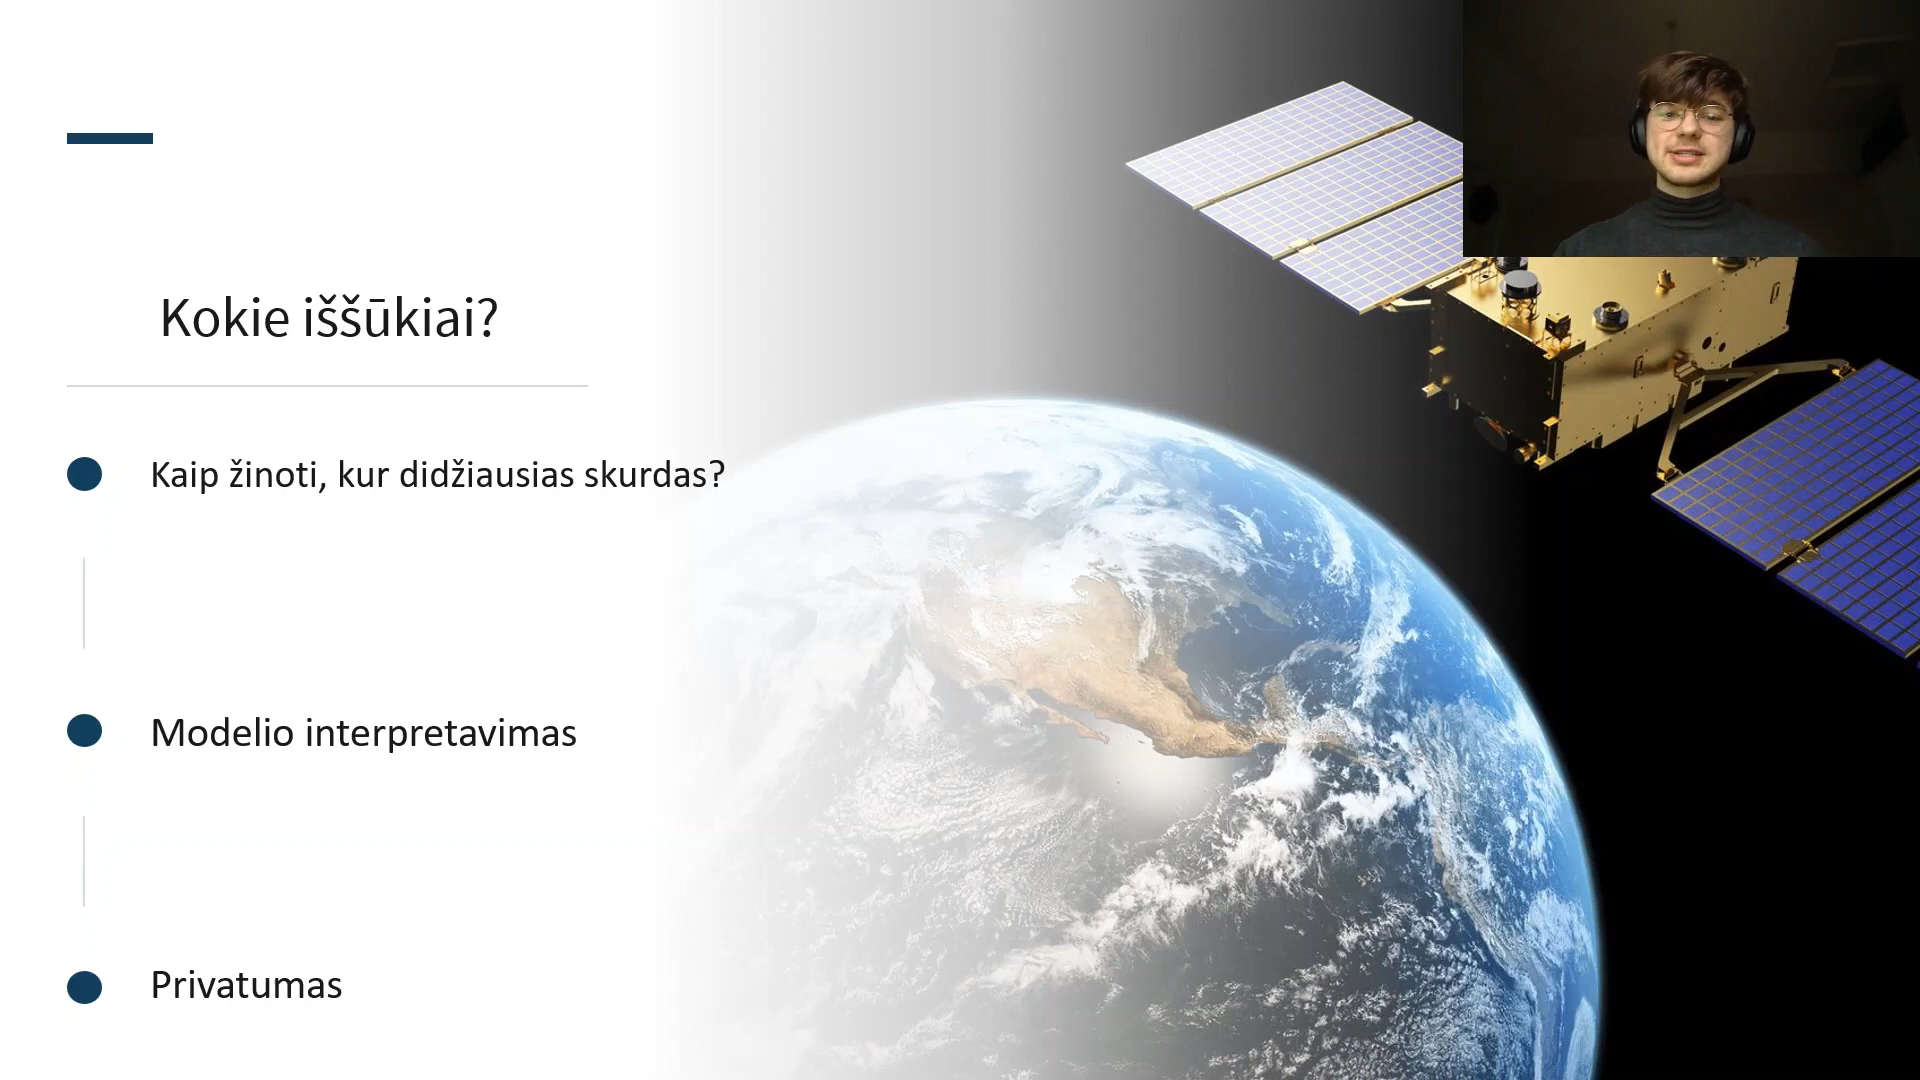 Kokie iššūkiai?
Kaip žinoti, kur didžiausias skurdas?
Modelio interpretavimas
Privatumas